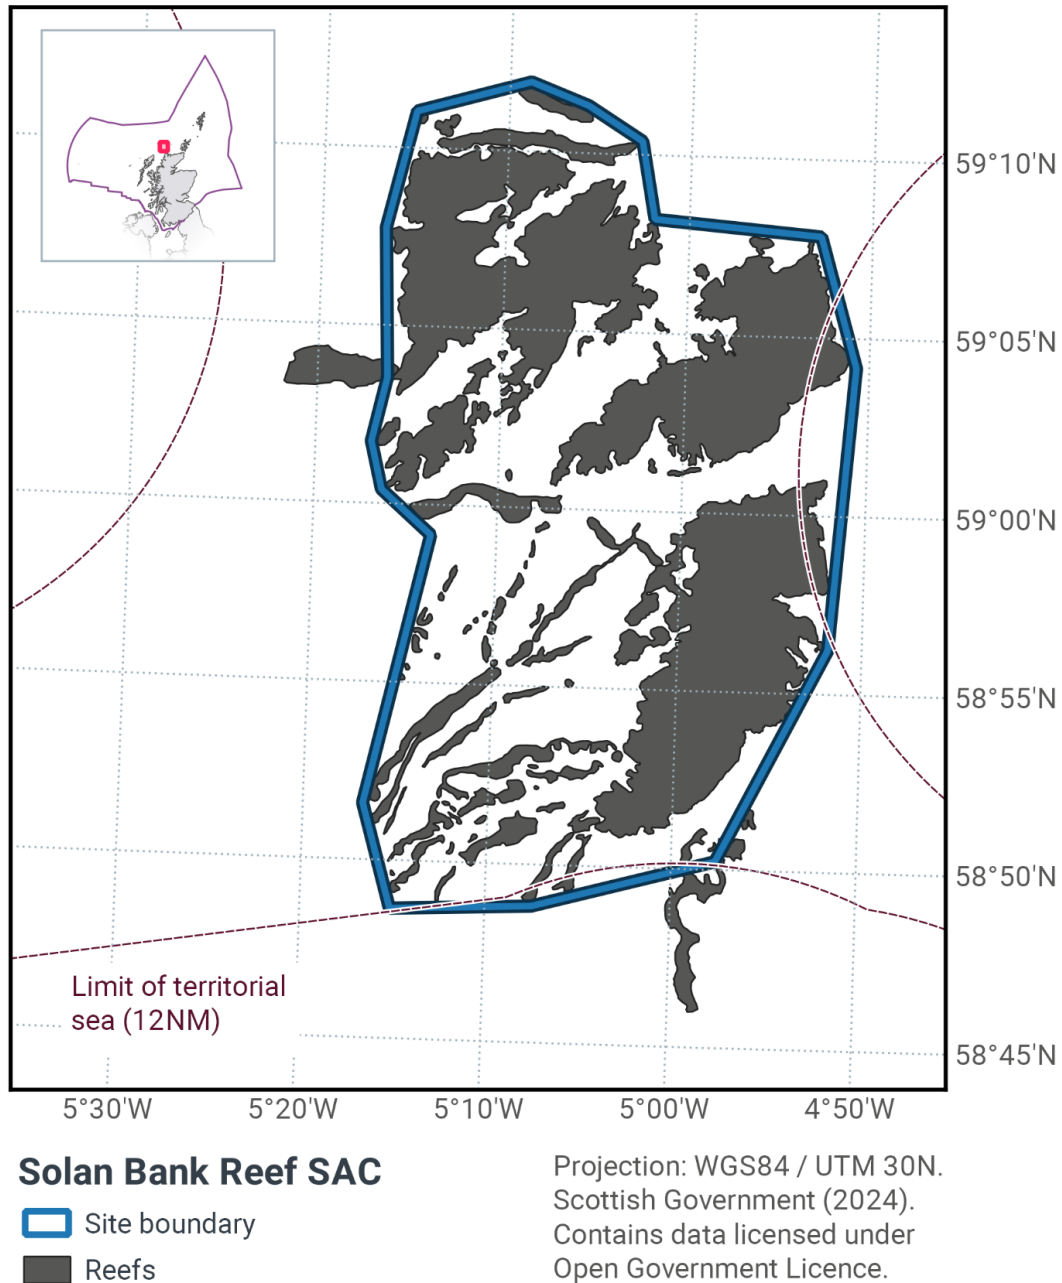 59°10'N
59°05'N
59°00'N
58°55'N
58°50'N
Limit of territorial
sea (12NM)
58°45'N
5°30'W 5°20'W 5°10'W 5°00'W 4°50'W
Solan Bank Reef SAC
Site boundary
Reefs
Projection: WGS84 / UTM 30N.
Scottish Government (2024).
Contains data licensed under
Open Government Licence.